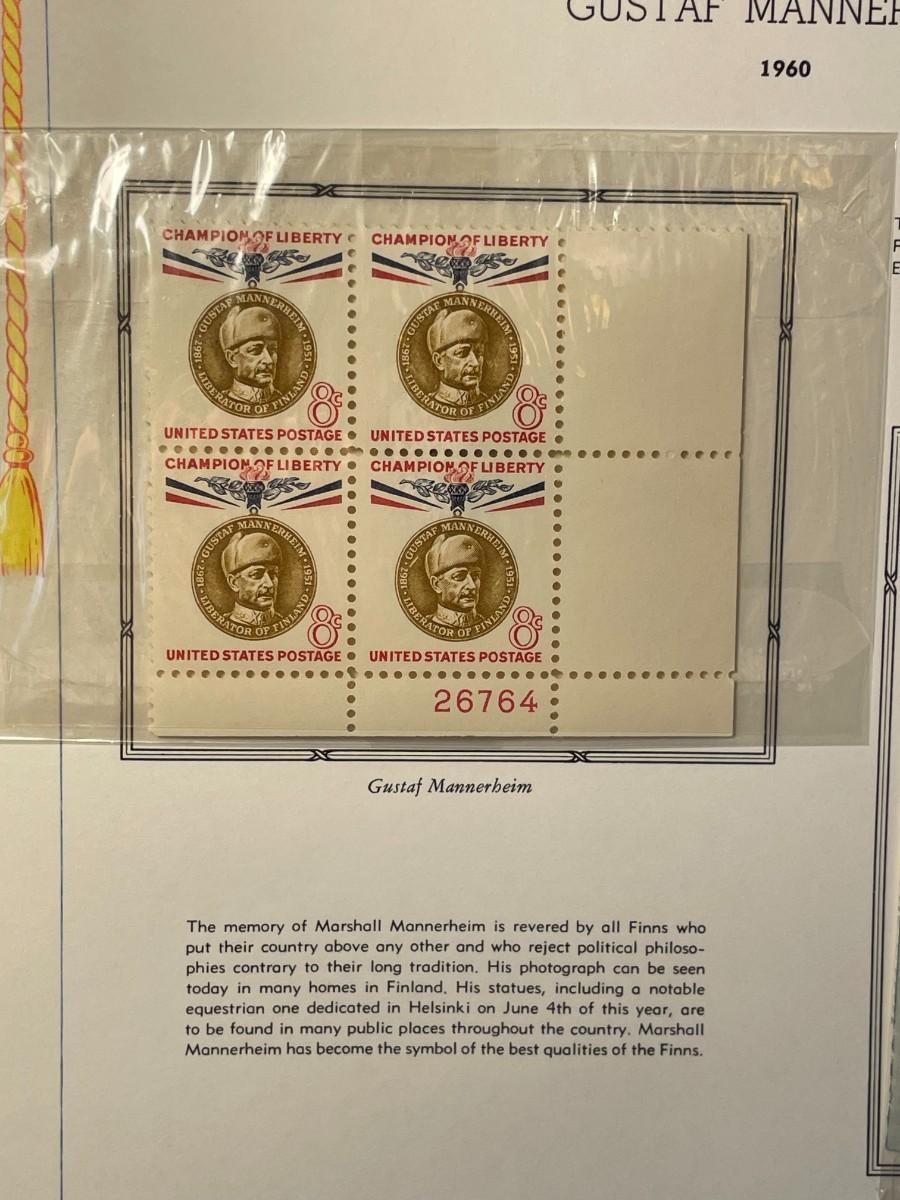 GUSTAF MANNER
1960
CHAMPION OF LIBERTY
GUSTAF MANNERHEIM
1867 1951
LIBERATOR OF FINLAND
8c
UNITED STATES POSTAGE
CHAMPION OF LIBERTY
GUSTAF MANNERHEIM
1867 1951
LIBERATOR OF FINLAND
8c
UNITED STATES POSTAGE
CHAMPION OF LIBERTY
GUSTAF MANNERHEIM
1867 1951
LIBERATOR OF FINLAND
8c
UNITED STATES POSTAGE
CHAMPION OF LIBERTY
GUSTAF MANNERHEIM
1867 1951
LIBERATOR OF FINLAND
8c
UNITED STATES POSTAGE
26764
Gustaf Mannerheim
The memory of Marshall Mannerheim is revered by all Finns who
put their country above any other and who reject political philoso-
phies contrary to their long tradition. His photograph can be seen
today in many homes in Finland. His statues, including a notable
equestrian one dedicated in Helsinki on June 4th of this year, are
to be found in many public places throughout the country. Marshall
Mannerheim has become the symbol of the best qualities of the Finns.